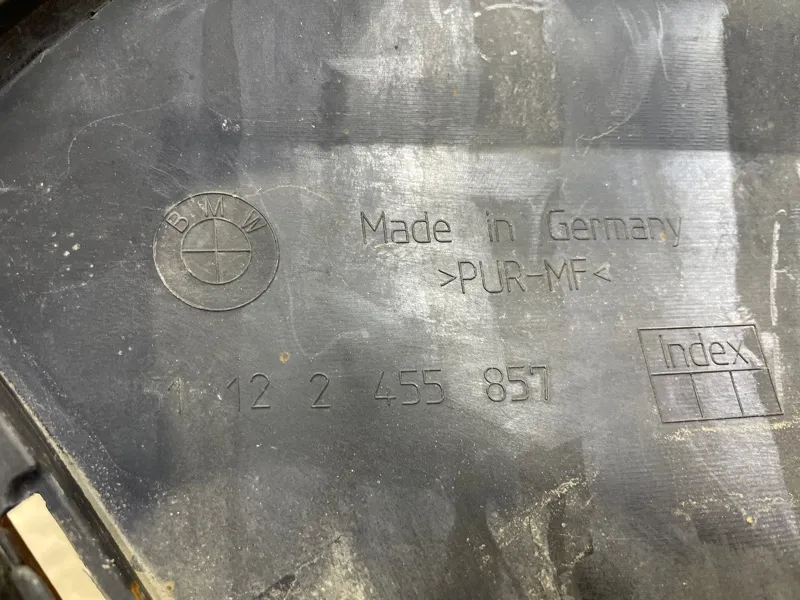 BMW
Made in Germany
>PUR-MF<
1 12 2 455 857
Index